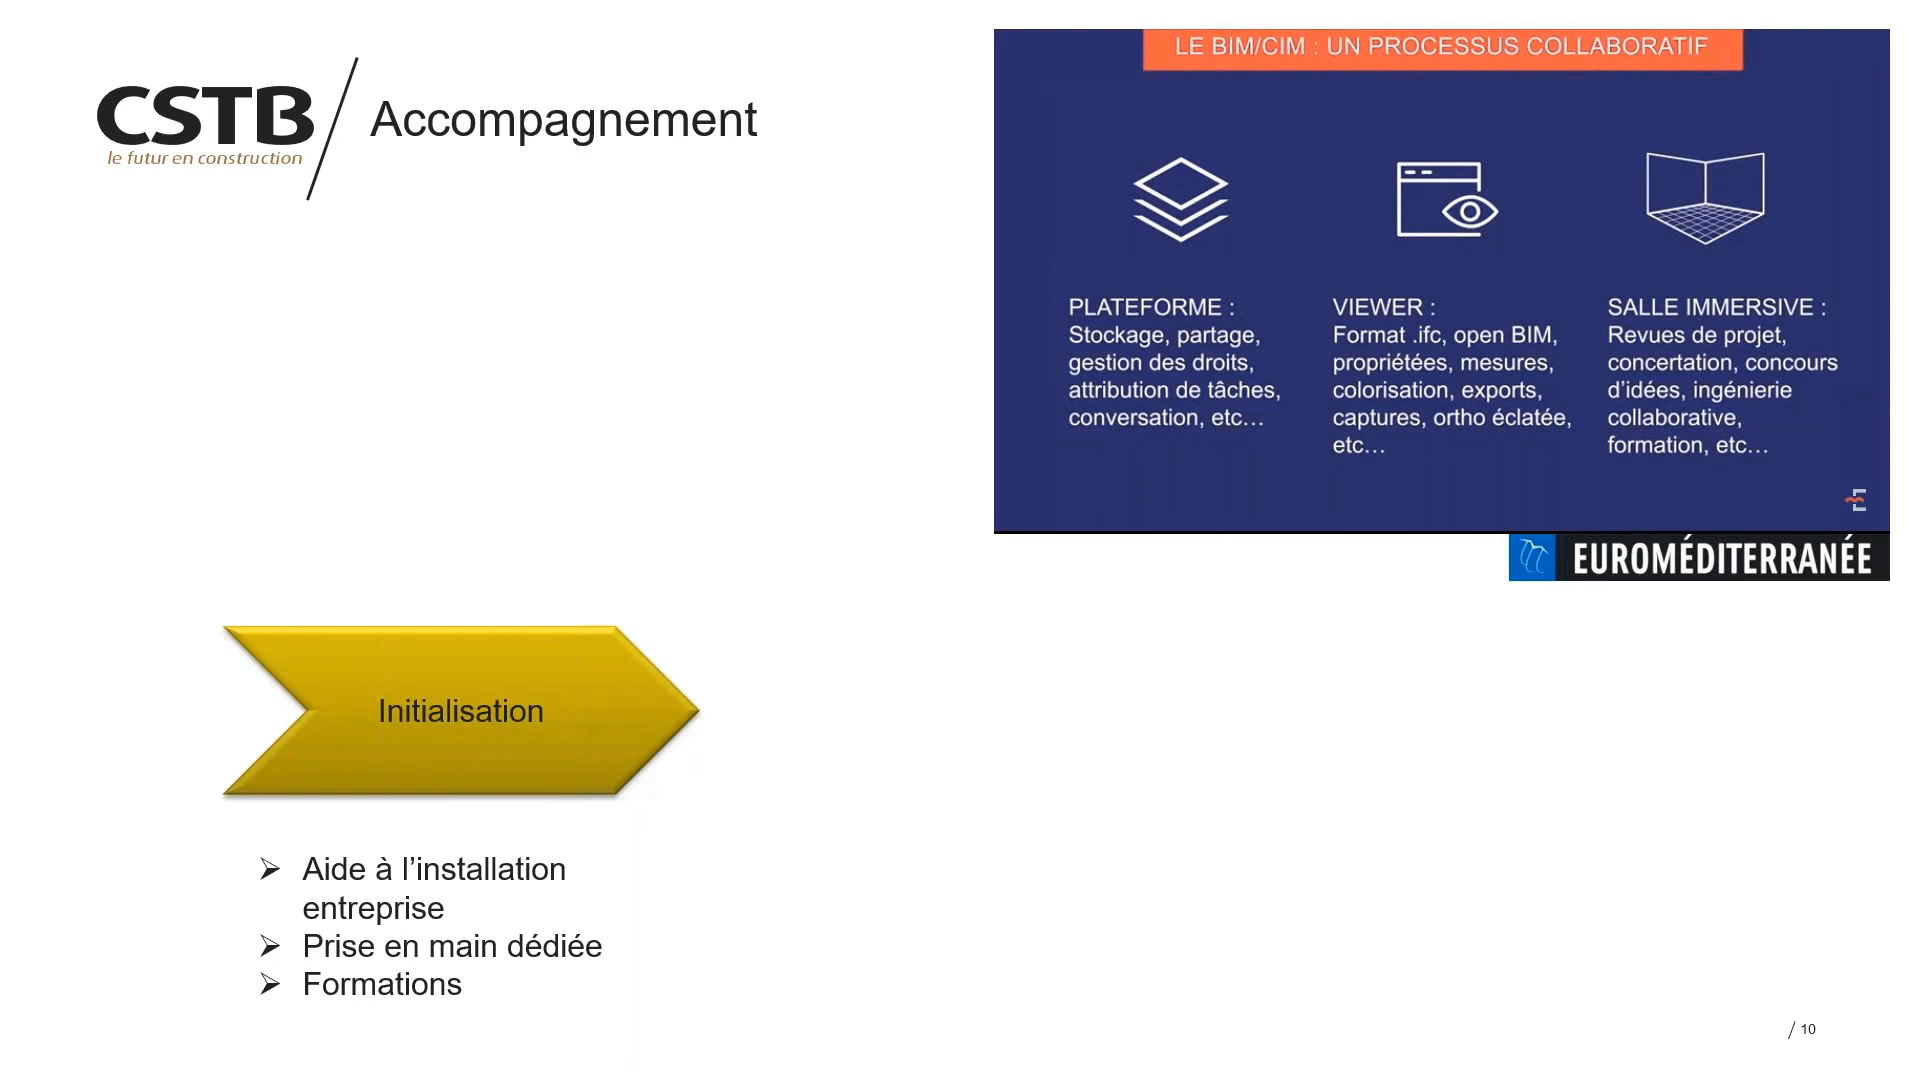 CSTB
le futur en construction
Accompagnement
LE BIM/CIM : UN PROCESSUS COLLABORATIF
PLATEFORME :
Stockage, partage,
gestion des droits,
attribution de tâches,
conversation, etc…
VIEWER :
Format .ifc, open BIM,
propriétées, mesures,
colorisation, exports,
captures, ortho éclatée,
etc…
SALLE IMMERSIVE :
Revues de projet,
concertation, concours
d’idées, ingénierie
collaborative,
formation, etc…
EUROMÉDITERRANÉE
Initialisation
➢ Aide à l’installation
entreprise
➢ Prise en main dédiée
➢ Formations
/ 10